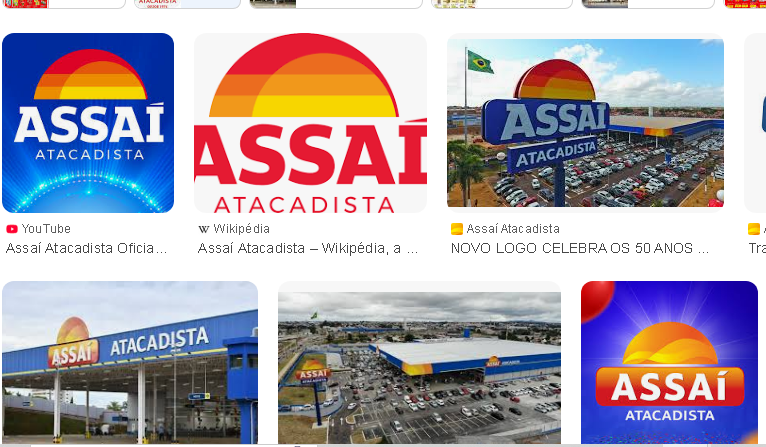 ASSAÍ
ATACADISTA
ASSAÍ
ATACADISTA
ASSAÍ
ATACADISTA
YouTube
Assaí Atacadista Oficia...
Wikipédia
Assaí Atacadista – Wikipédia, a ...
Assaí Atacadista
NOVO LOGO CELEBRA OS 50 ANOS ...
Tra
ASSAÍ
ATACADISTA
ASSAÍ
ATACADISTA
ASSAÍ
ATACADISTA